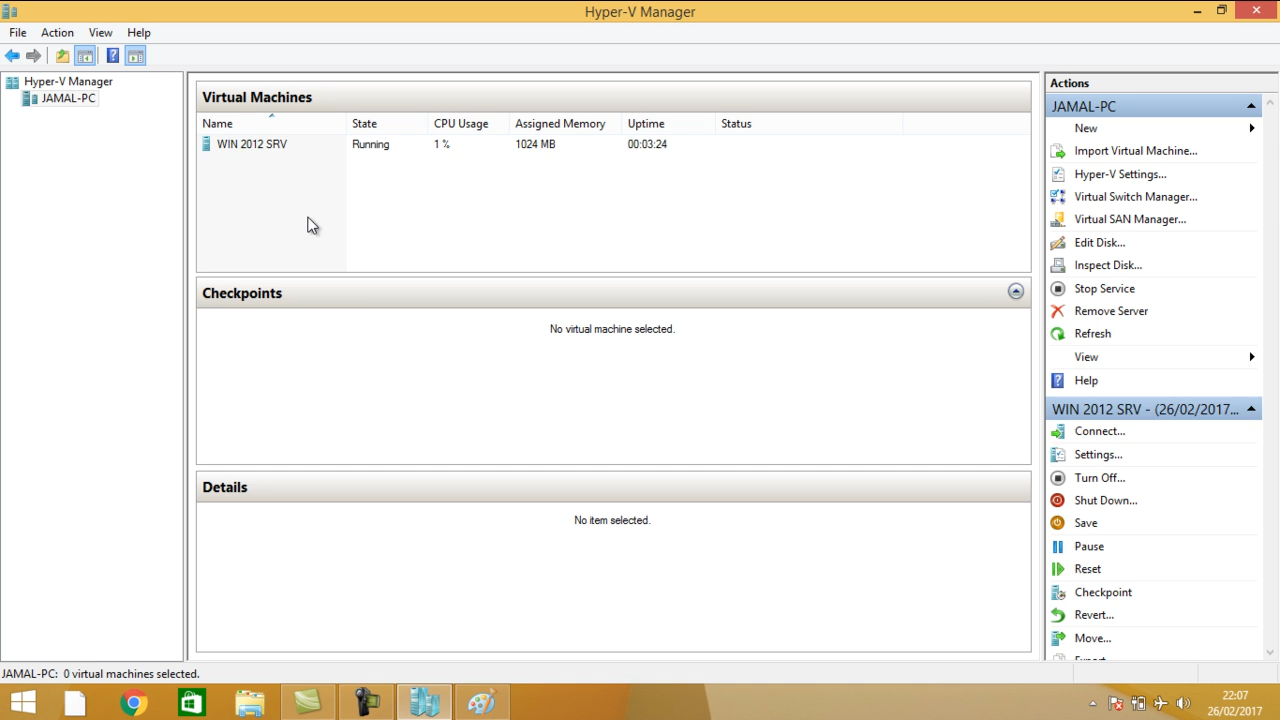 Hyper-V Manager
File Action View Help
Hyper-V Manager
JAMAL-PC
Virtual Machines
Name State CPU Usage Assigned Memory Uptime Status
WIN 2012 SRV Running 1 % 1024 MB 00:03:24
Checkpoints
No virtual machine selected.
Details
No item selected.
Actions
JAMAL-PC
New
Import Virtual Machine...
Hyper-V Settings...
Virtual Switch Manager...
Virtual SAN Manager...
Edit Disk...
Inspect Disk...
Stop Service
Remove Server
Refresh
View
Help
WIN 2012 SRV - (26/02/2017...
Connect...
Settings...
Turn Off...
Shut Down...
Save
Pause
Reset
Checkpoint
Revert...
Move...
JAMAL-PC: 0 virtual machines selected.
22:07
26/02/2017